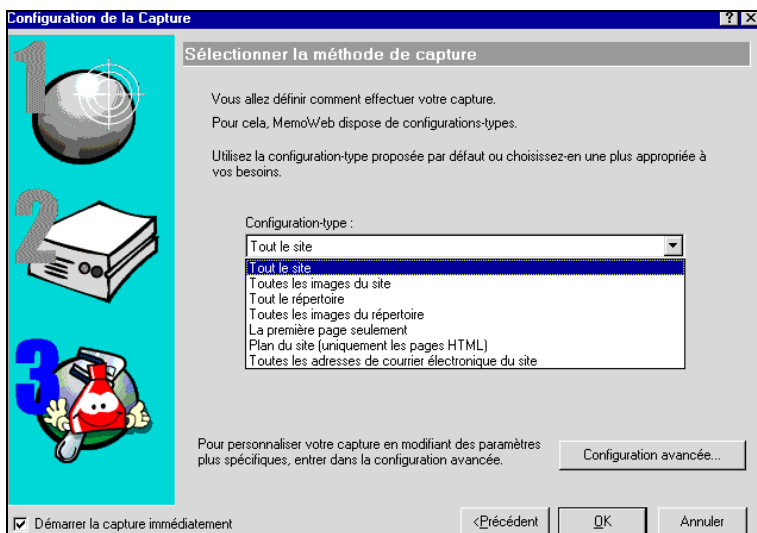 Configuration de la Capture
1
Sélectionner la méthode de capture
Vous allez définir comment effectuer votre capture.
Pour cela, MemoWeb dispose de configurations-types.
Utilisez la configuration-type proposée par défaut ou choisissez-en une plus appropriée à
vos besoins.
2
Configuration-type :
Tout le site
Tout le site
Toutes les images du site
Tout le répertoire
Toutes les images du répertoire
La première page seulement
Plan du site (uniquement les pages HTML)
Toutes les adresses de courrier électronique du site
3
Pour personnaliser votre capture en modifiant des paramètres
plus spécifiques, entrer dans la configuration avancée.
Configuration avancée...
Démarrer la capture immédiatement
<Précédent
OK
Annuler